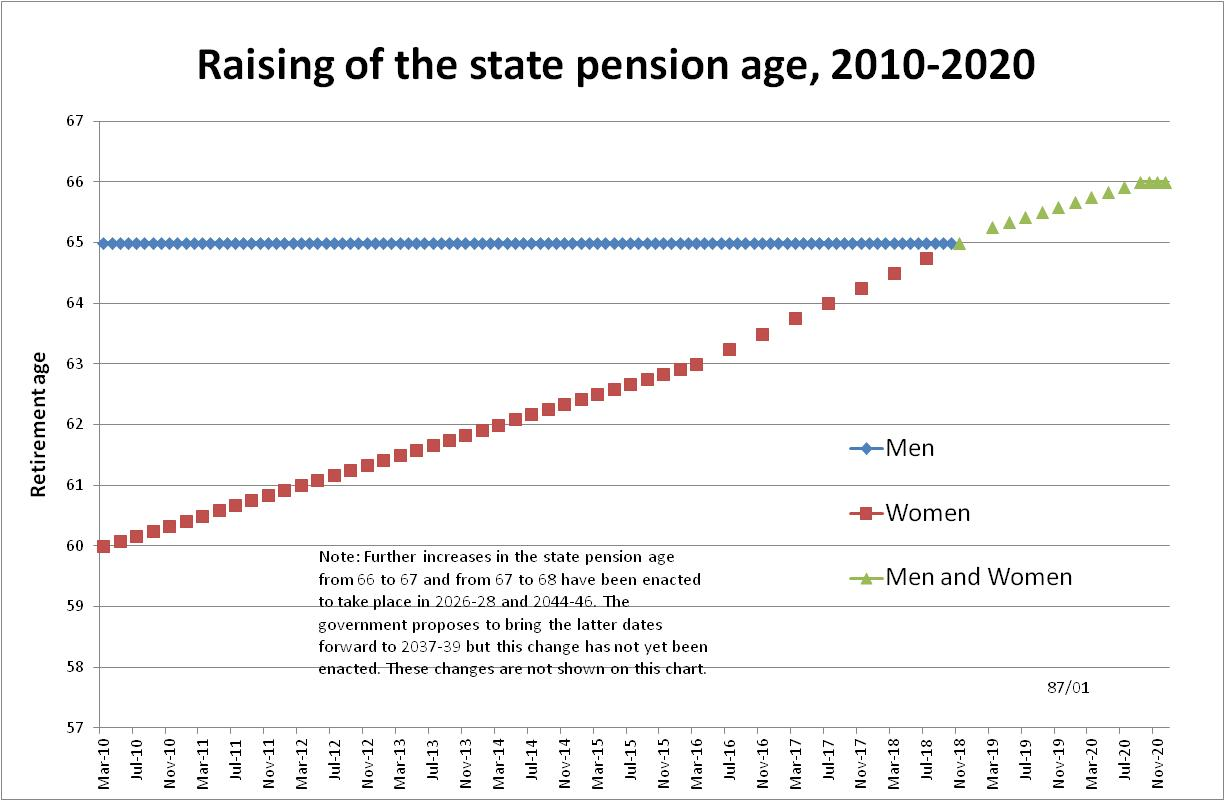 Raising of the state pension age, 2010-2020
67
66
65
64
63
62
61
60
59
58
57
Retirement age
Men
Women
Men and Women
Note: Further increases in the state pension age
from 66 to 67 and from 67 to 68 have been enacted
to take place in 2026-28 and 2044-46. The
government proposes to bring the latter dates
forward to 2037-39 but this change has not yet been
enacted. These changes are not shown on this chart.
87/01
Mar-10
Jul-10
Nov-10
Mar-11
Jul-11
Nov-11
Mar-12
Jul-12
Nov-12
Mar-13
Jul-13
Nov-13
Mar-14
Jul-14
Nov-14
Mar-15
Jul-15
Nov-15
Mar-16
Jul-16
Nov-16
Mar-17
Jul-17
Nov-17
Mar-18
Jul-18
Nov-18
Mar-19
Jul-19
Nov-19
Mar-20
Jul-20
Nov-20